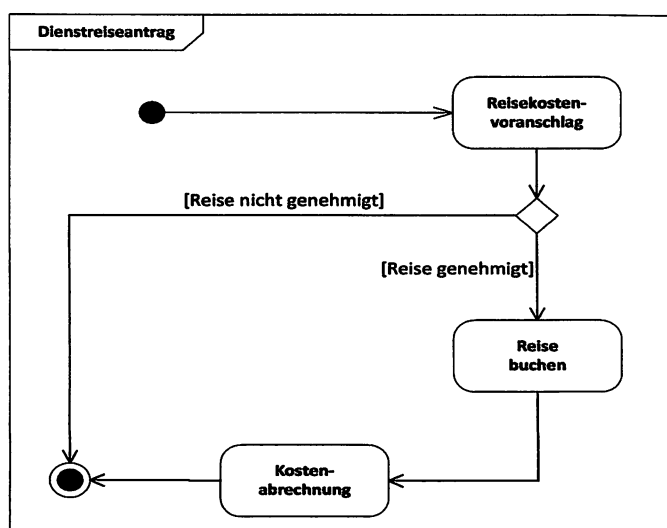 Dienstreiseantrag
Reisekosten-
voranschlag
[Reise nicht genehmigt]
[Reise genehmigt]
Reise
buchen
Kosten-
abrechnung